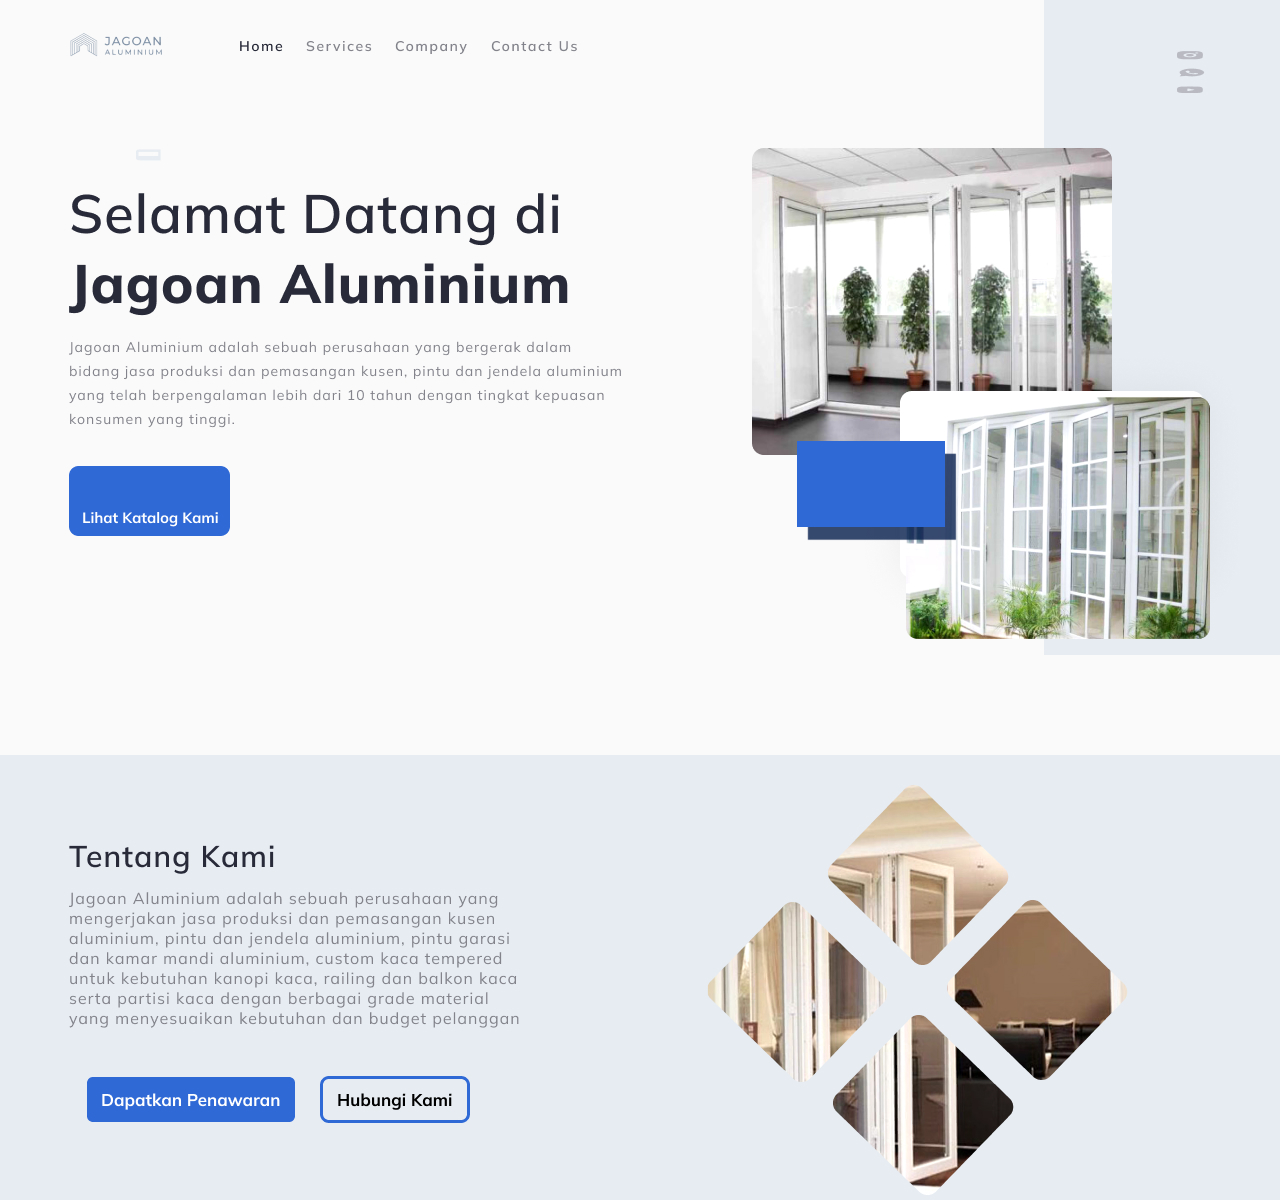 JAGOAN
ALUMINIUM
Home Services Company Contact Us
Selamat Datang di
Jagoan Aluminium
Jagoan Aluminium adalah sebuah perusahaan yang bergerak dalam
bidang jasa produksi dan pemasangan kusen, pintu dan jendela aluminium
yang telah berpengalaman lebih dari 10 tahun dengan tingkat kepuasan
konsumen yang tinggi.
Lihat Katalog Kami
Tentang Kami
Jagoan Aluminium adalah sebuah perusahaan yang
mengerjakan jasa produksi dan pemasangan kusen
aluminium, pintu dan jendela aluminium, pintu garasi
dan kamar mandi aluminium, custom kaca tempered
untuk kebutuhan kanopi kaca, railing dan balkon kaca
serta partisi kaca dengan berbagai grade material
yang menyesuaikan kebutuhan dan budget pelanggan
Dapatkan Penawaran
Hubungi Kami